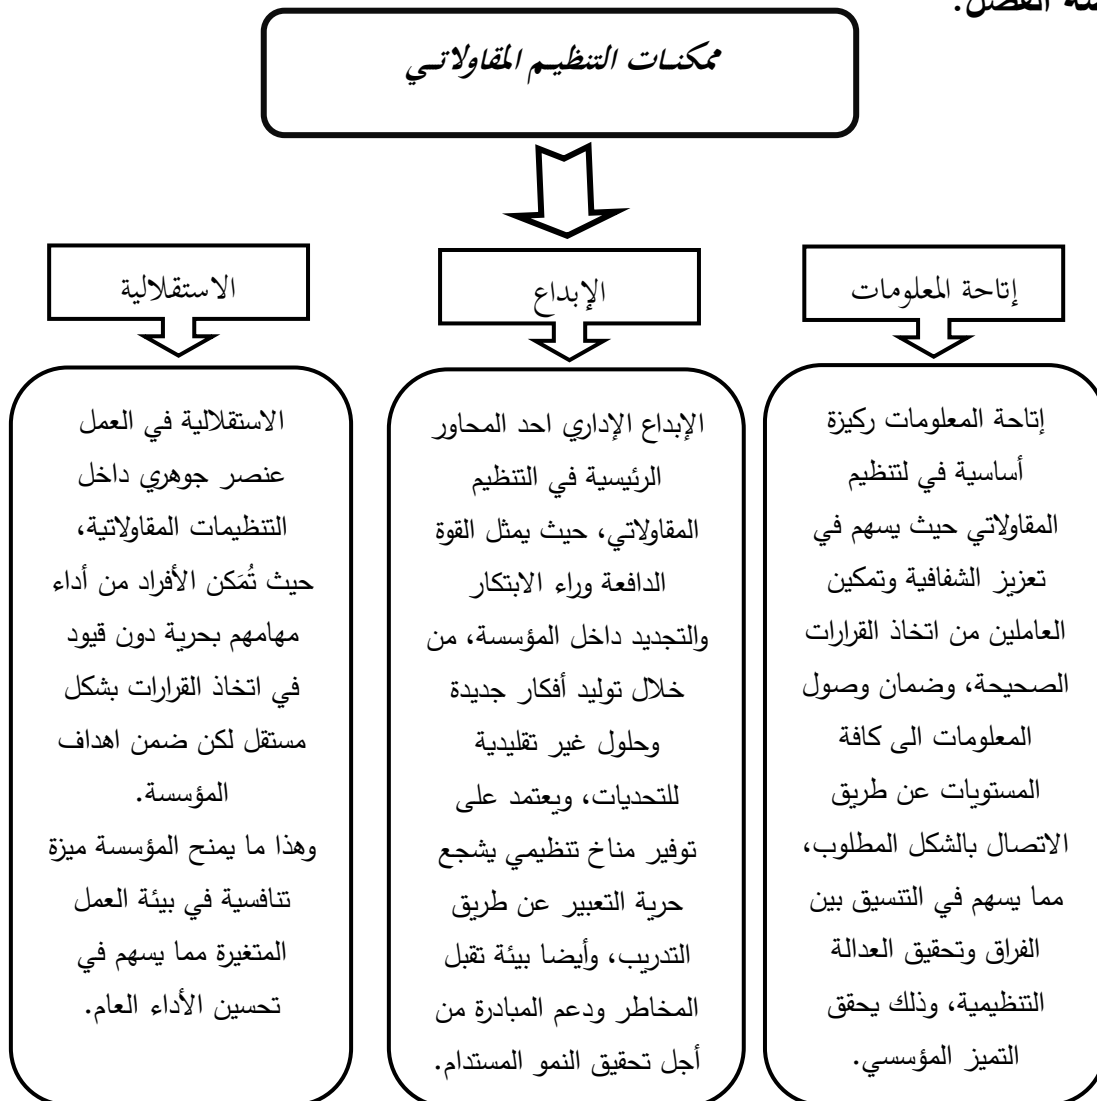 ممكنـات التنظيـم المقاولاتـي
إتاحة المعلومات
الإبداع
الاستقلالية
إتاحة المعلومات ركيزة
أساسية في لتنظيم
المقاولاتي حيث يسهم في
تعزيز الشفافية وتمكين
العاملين من اتخاذ القرارات
الصحيحة، وضمان وصول
المعلومات الى كافة
المستويات عن طريق
الاتصال بالشكل المطلوب،
مما يسهم في التنسيق بين
الفراق وتحقيق العدالة
التنظيمية، وذلك يحقق
التميز المؤسسي.
الإبداع الإداري احد المحاور
الرئيسية في التنظيم
المقاولاتي، حيث يمثل القوة
الدافعة وراء الابتكار
والتجديد داخل المؤسسة، من
خلال توليد أفكار جديدة
وحلول غير تقليدية
للتحديات، ويعتمد على
توفير مناخ تنظيمي يشجع
حرية التعبير عن طريق
التدريب، وأيضا بيئة تقبل
المخاطر ودعم المبادرة من
أجل تحقيق النمو المستدام.
الاستقلالية في العمل
عنصر جوهري داخل
التنظيمات المقاولاتية،
حيث تُمَكن الأفراد من أداء
مهامهم بحرية دون قيود
في اتخاذ القرارات بشكل
مستقل لكن ضمن اهداف
المؤسسة.
وهذا ما يمنح المؤسسة ميزة
تنافسية في بيئة العمل
المتغيرة مما يسهم في
تحسين الأداء العام.